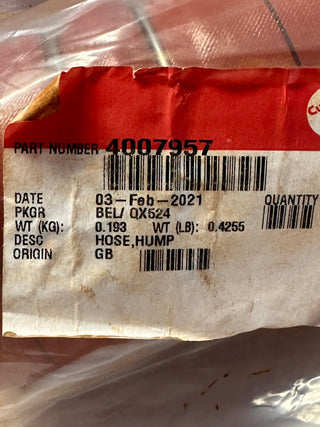 PART NUMBER 4007957
DATE 03-Feb-2021 QUANTITY
PKGR BEL/ QX524
WT (KG): 0.193 WT (LB): 0.4255
DESC HOSE,HUMP
ORIGIN GB